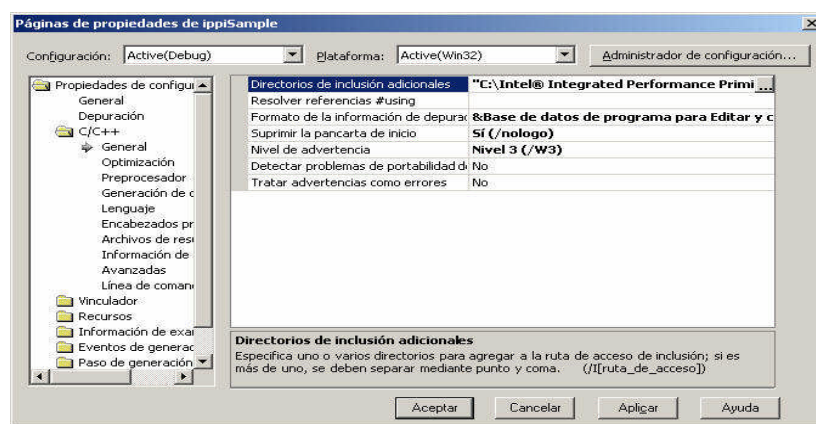 Páginas de propiedades de ippiSample
Configuración: Active(Debug) Plataforma: Active(Win32) Administrador de configuración...
Propiedades de configui
General
Depuración
C/C++
General
Optimización
Preprocesador
Generación de c
Lenguaje
Encabezados pr
Archivos de resu
Información de
Avanzadas
Línea de coman
Vinculador
Recursos
Información de exa
Eventos de generac
Paso de generación
Directorios de inclusión adicionales "C:\Intel® Integrated Performance Primi ...
Resolver referencias #using
Formato de la información de depura &Base de datos de programa para Editar y c
Suprimir la pancarta de inicio Sí (/nologo)
Nivel de advertencia Nivel 3 (/W3)
Detectar problemas de portabilidad d No
Tratar advertencias como errores No
Directorios de inclusión adicionales
Especifica uno o varios directorios para agregar a la ruta de acceso de inclusión; si es
más de uno, se deben separar mediante punto y coma. (/I[ruta_de_acceso])
Aceptar Cancelar Aplicar Ayuda